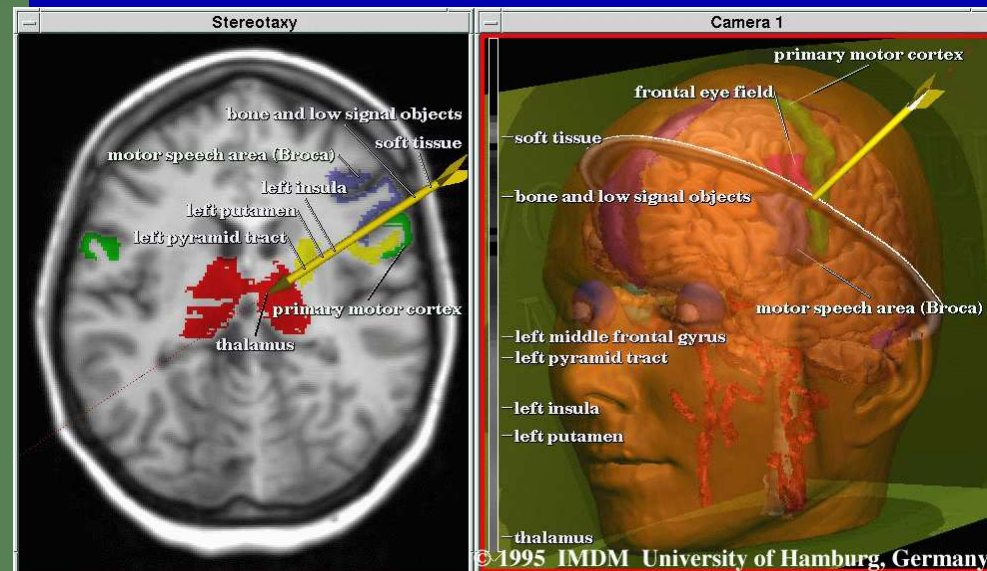 Stereotaxy
bone and low signal objects
soft tissue
motor speech area (Broca)
left insula
left putamen
left pyramid tract
primary motor cortex
thalamus
Camera 1
primary motor cortex
frontal eye field
soft tissue
bone and low signal objects
motor speech area (Broca)
left middle frontal gyrus
left pyramid tract
left insula
left putamen
thalamus
© 1995 IMDM University of Hamburg, Germany